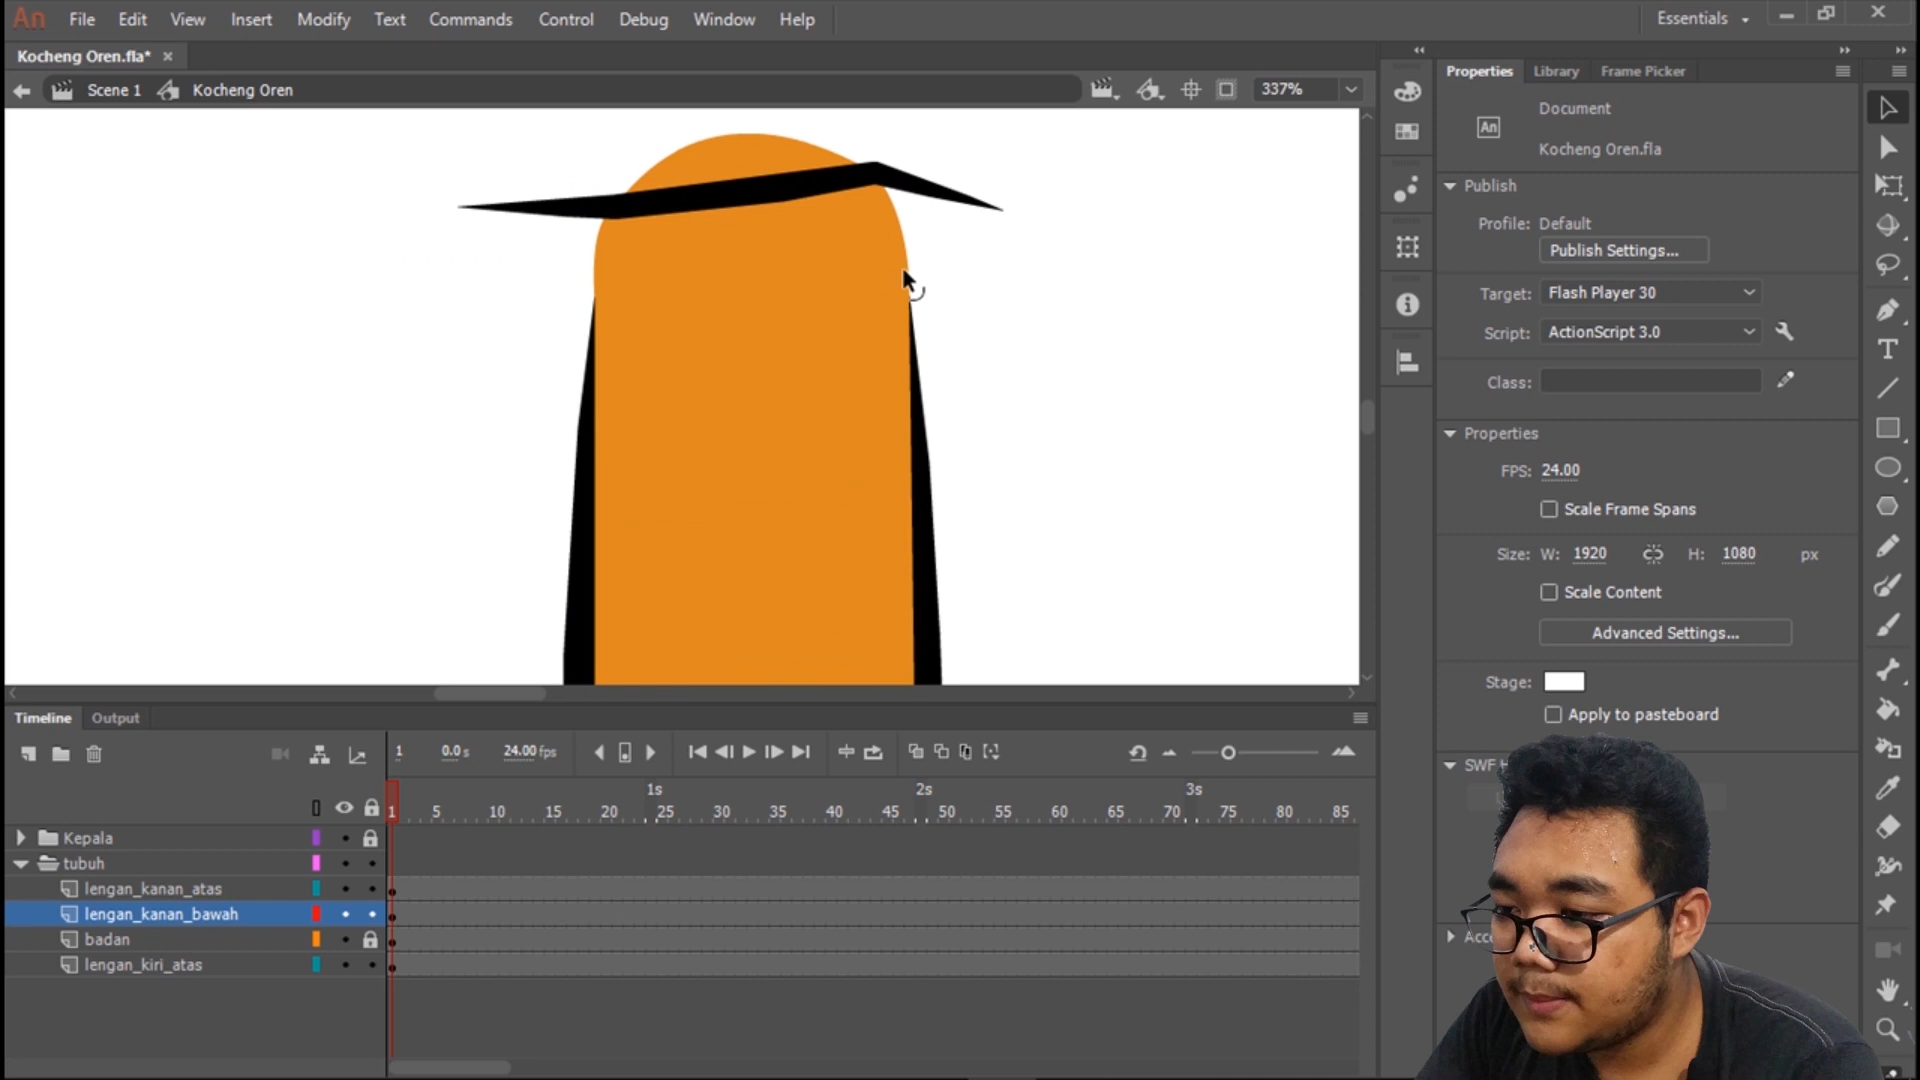 An File Edit View Insert Modify Text Commands Control Debug Window Help Essentials
Kocheng Oren.fla*
Scene 1 Kocheng Oren 337%
Properties Library Frame Picker
An Document
Kocheng Oren.fla
Publish
Profile: Default
Publish Settings...
Target: Flash Player 30
Script: ActionScript 3.0
Class:
Properties
FPS: 24.00
Scale Frame Spans
Size: W: 1920 H: 1080 px
Scale Content
Advanced Settings...
Stage:
Apply to pasteboard
SWF
Timeline Output
1 0.0 s 24.00 fps
1s 2s 3s
1 5 10 15 20 25 30 35 40 45 50 55 60 65 70 75 80 85
Kepala
tubuh
lengan_kanan_atas
lengan_kanan_bawah
badan
lengan_kiri_atas